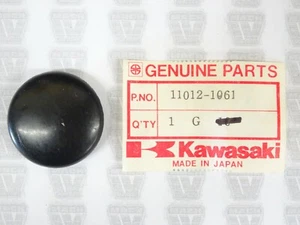 GENUINE PARTS
P.NO. 11012-1061
Q'TY 1 G
Kawasaki
MADE IN JAPAN